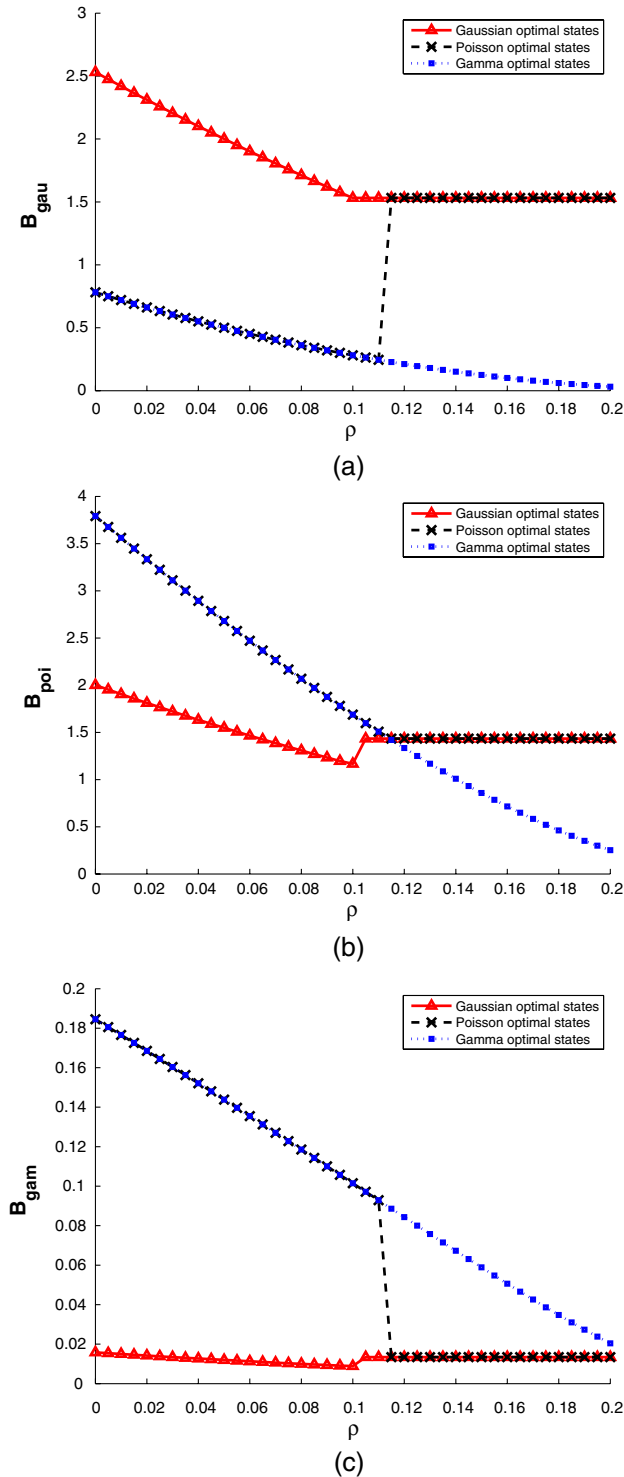 3
2.5
2
1.5
1
0.5
0
B_gau
Gaussian optimal states
Poisson optimal states
Gamma optimal states
0 0.02 0.04 0.06 0.08 0.1 0.12 0.14 0.16 0.18 0.2
ρ
(a)
4
3.5
3
2.5
2
1.5
1
0.5
0
B_poi
Gaussian optimal states
Poisson optimal states
Gamma optimal states
0 0.02 0.04 0.06 0.08 0.1 0.12 0.14 0.16 0.18 0.2
ρ
(b)
0.2
0.18
0.16
0.14
0.12
0.1
0.08
0.06
0.04
0.02
0
B_gam
Gaussian optimal states
Poisson optimal states
Gamma optimal states
0 0.02 0.04 0.06 0.08 0.1 0.12 0.14 0.16 0.18 0.2
ρ
(c)